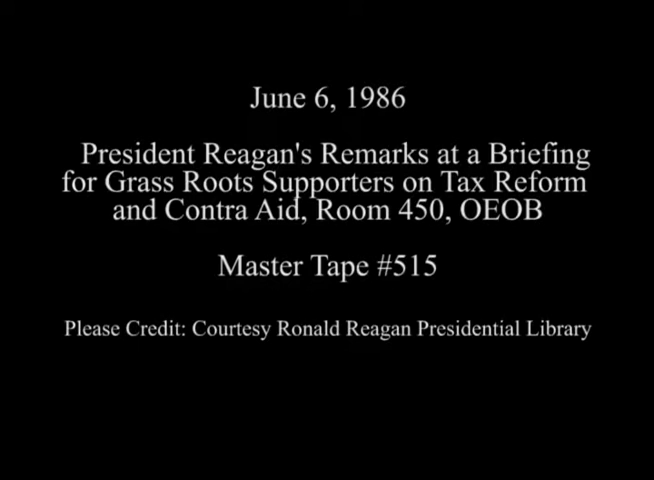 June 6, 1986
President Reagan's Remarks at a Briefing
for Grass Roots Supporters on Tax Reform
and Contra Aid, Room 450, OEOB
Master Tape #515
Please Credit: Courtesy Ronald Reagan Presidential Library